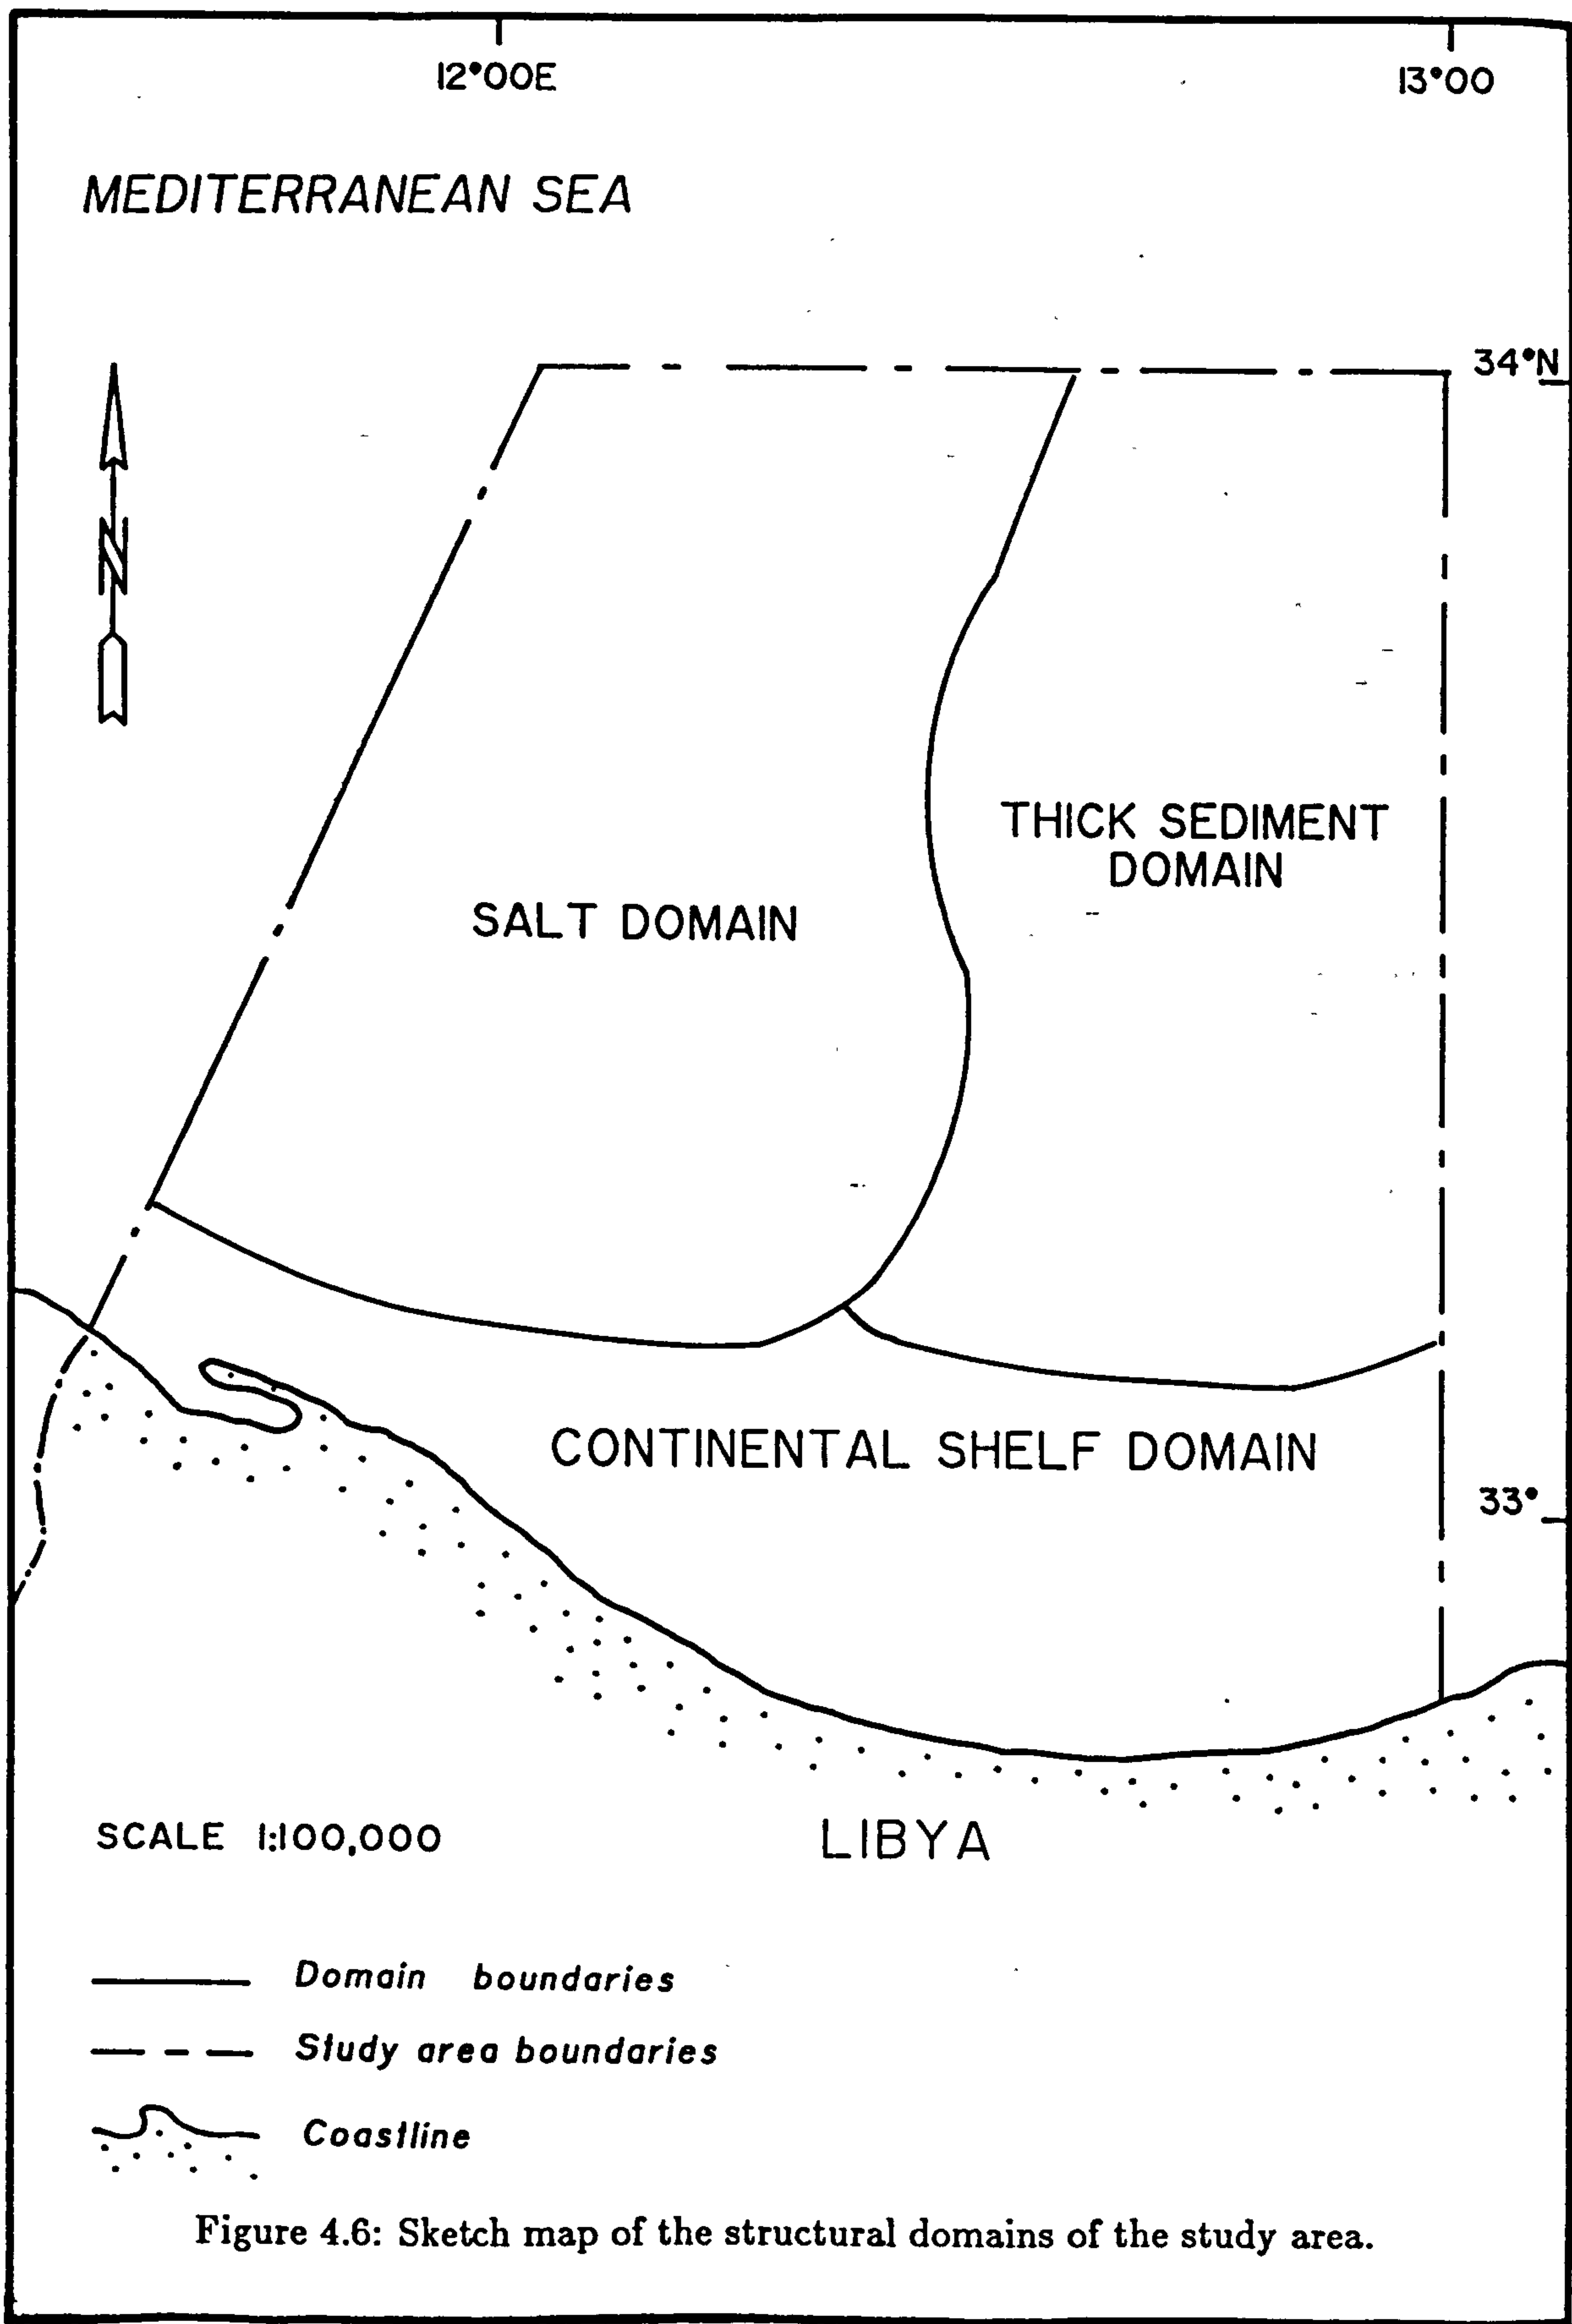 12°00E
13°00
MEDITERRANEAN SEA
34°N
N
THICK SEDIMENT
DOMAIN
SALT DOMAIN
CONTINENTAL SHELF DOMAIN
33°
SCALE 1:100,000
LIBYA
Domain boundaries
Study area boundaries
Coastline
Figure 4.6: Sketch map of the structural domains of the study area.